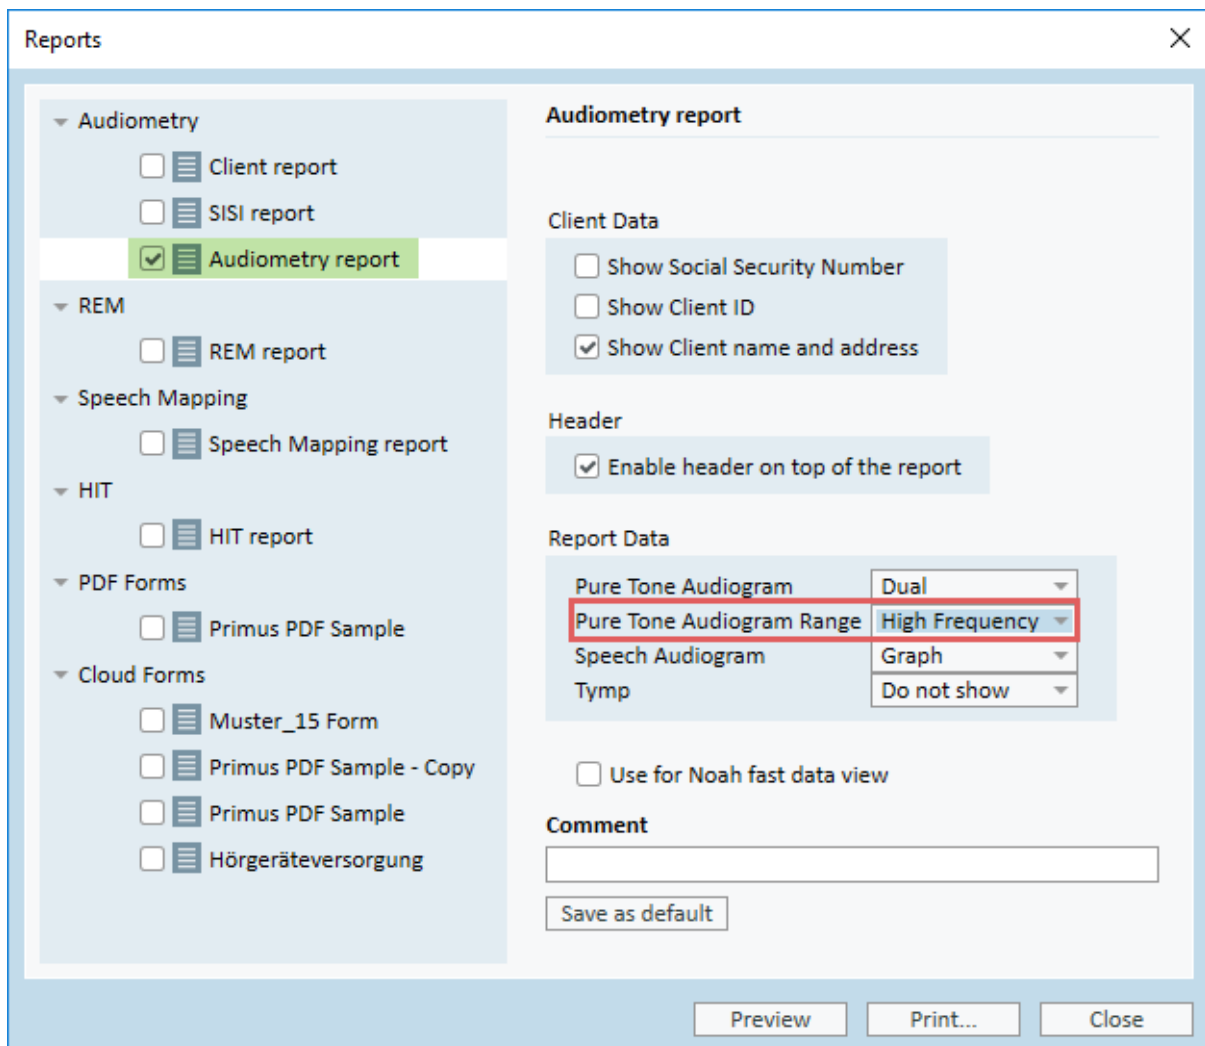 Reports
Audiometry
Client report
SISI report
Audiometry report
REM
REM report
Speech Mapping
Speech Mapping report
HIT
HIT report
PDF Forms
Primus PDF Sample
Cloud Forms
Muster_15 Form
Primus PDF Sample - Copy
Primus PDF Sample
Hörgeräteversorgung
Audiometry report
Client Data
Show Social Security Number
Show Client ID
Show Client name and address
Header
Enable header on top of the report
Report Data
Pure Tone Audiogram Dual
Pure Tone Audiogram Range High Frequency
Speech Audiogram Graph
Tymp Do not show
Use for Noah fast data view
Comment
Save as default
Preview Print... Close